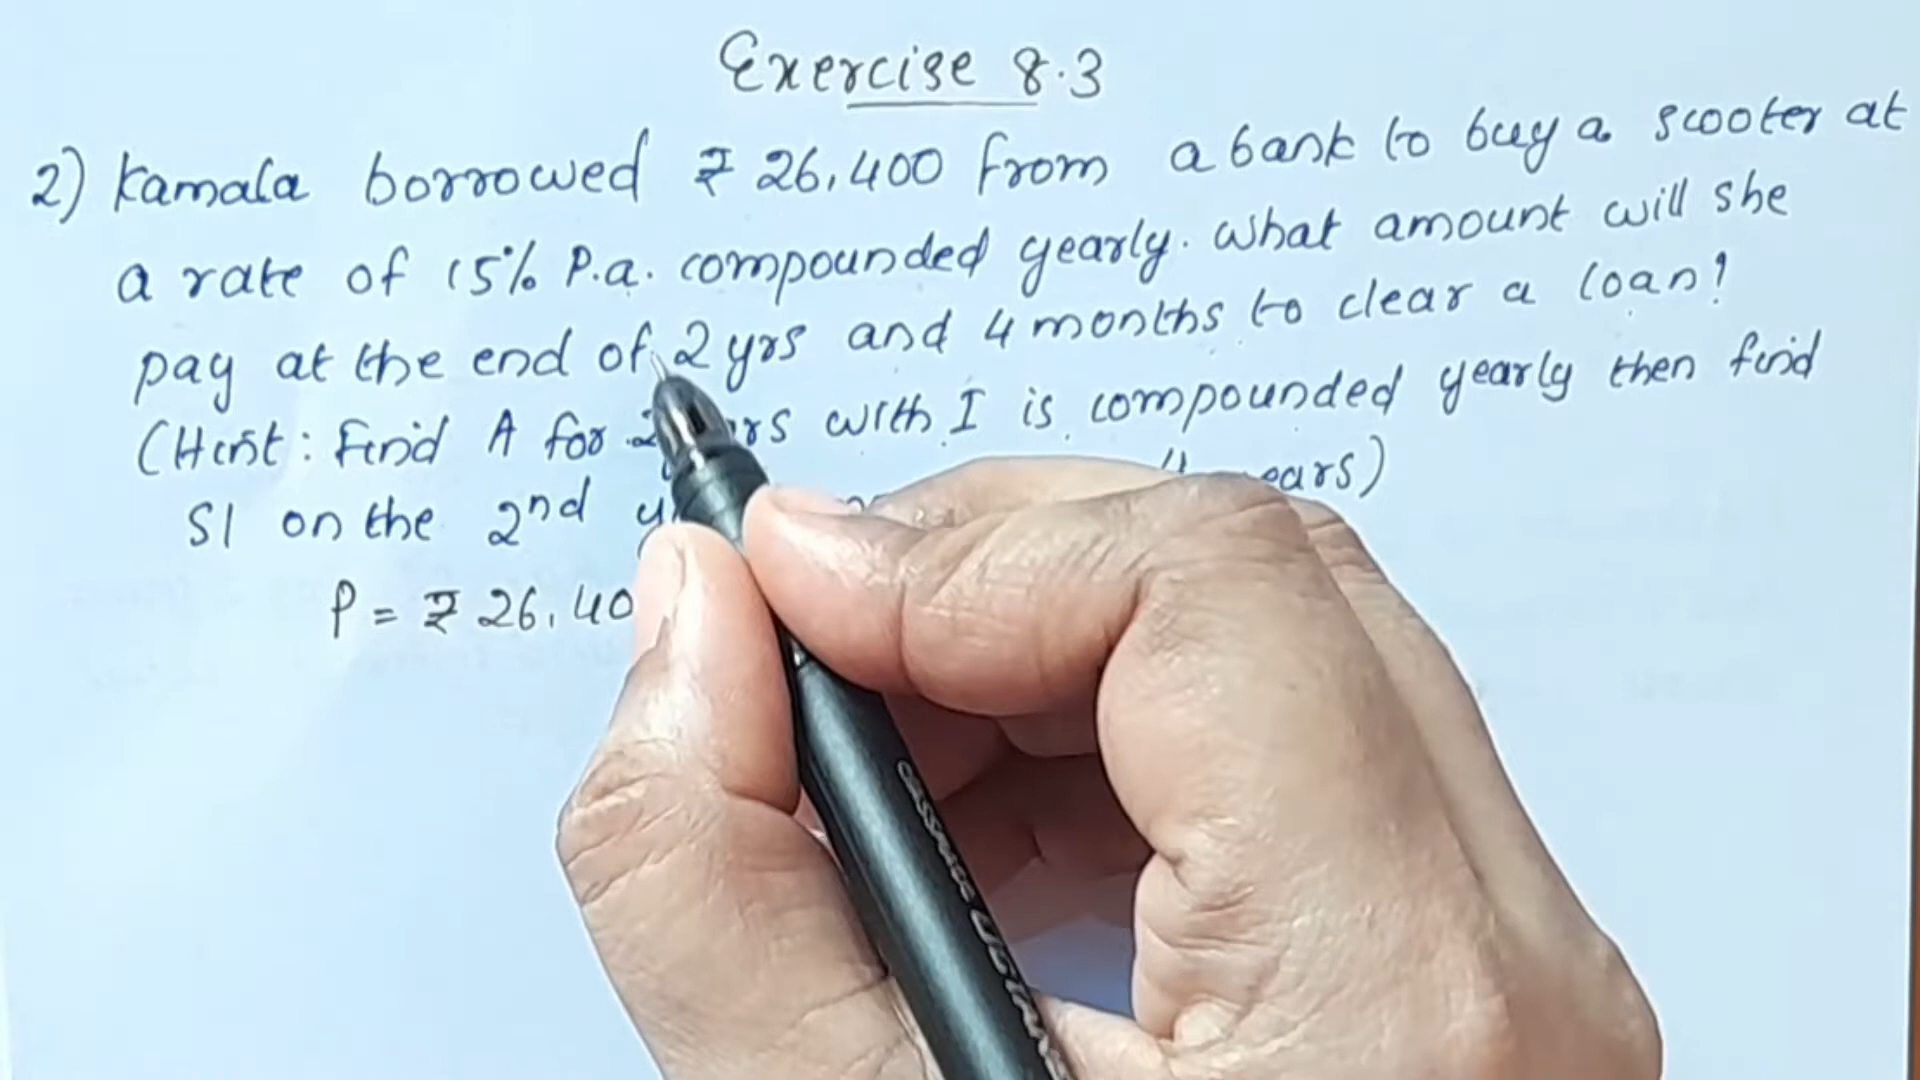 Exercise 8.3
2) Kamala borrowed ₹ 26,400 from a bank to buy a scooter at
a rate of 15% P.a. compounded yearly. What amount will she
pay at the end of 2 yrs and 4 months to clear a loan?
(Hint: Find A for 2 yrs with I is compounded yearly then find
SI on the 2nd
P = ₹ 26,40